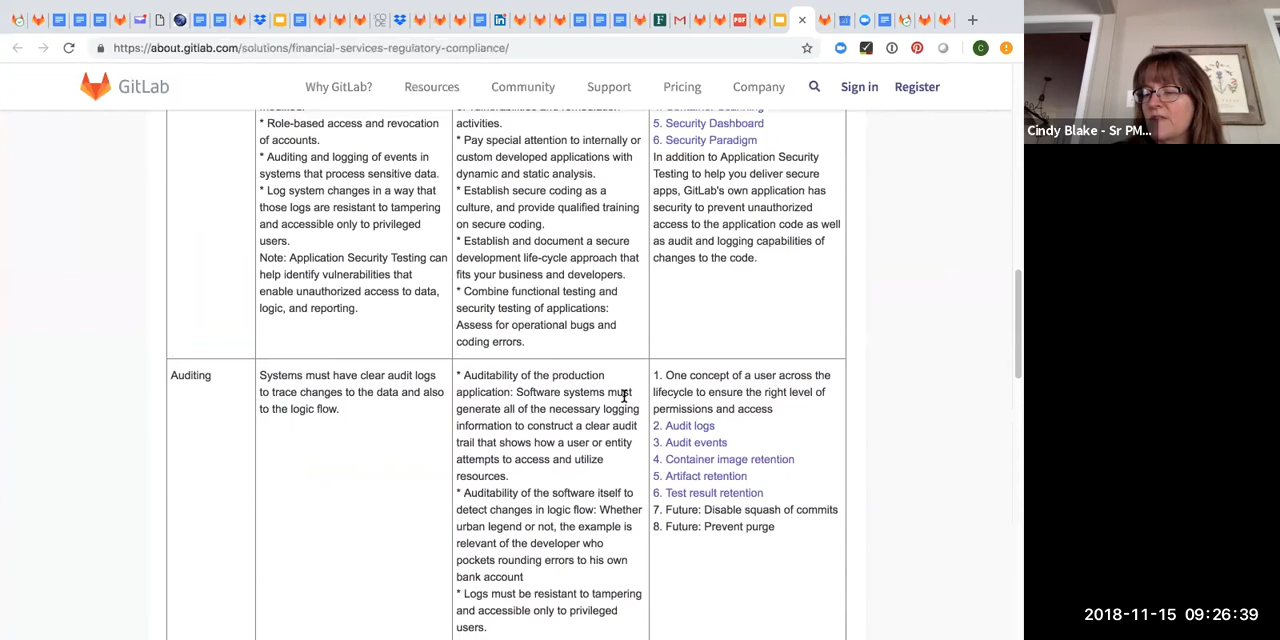 https://about.gitlab.com/solutions/financial-services-regulatory-compliance/
GitLab
Why GitLab?
Resources
Community
Support
Pricing
Company
Sign in
Register
modified.
* Role-based access and revocation
of accounts.
* Auditing and logging of events in
systems that process sensitive data.
* Log system changes in a way that
those logs are resistant to tampering
and accessible only to privileged
users.
Note: Application Security Testing can
help identify vulnerabilities that
enable unauthorized access to data,
logic, and reporting.
activities.
* Pay special attention to internally or
custom developed applications with
dynamic and static analysis.
* Establish secure coding as a
culture, and provide qualified training
on secure coding.
* Establish and document a secure
development life-cycle approach that
fits your business and developers.
* Combine functional testing and
security testing of applications:
Assess for operational bugs and
coding errors.
5. Security Dashboard
6. Security Paradigm
In addition to Application Security
Testing to help you deliver secure
apps, GitLab's own application has
security to prevent unauthorized
access to the application code as well
as audit and logging capabilities of
changes to the code.
Auditing
Systems must have clear audit logs
to trace changes to the data and also
to the logic flow.
* Auditability of the production
application: Software systems must
generate all of the necessary logging
information to construct a clear audit
trail that shows how a user or entity
attempts to access and utilize
resources.
* Auditability of the software itself to
detect changes in logic flow: Whether
urban legend or not, the example is
relevant of the developer who
pockets rounding errors to his own
bank account
* Logs must be resistant to tampering
and accessible only to privileged
users.
1. One concept of a user across the
lifecycle to ensure the right level of
permissions and access
2. Audit logs
3. Audit events
4. Container image retention
5. Artifact retention
6. Test result retention
7. Future: Disable squash of commits
8. Future: Prevent purge
Cindy Blake - Sr PM...
2018-11-15 09:26:39